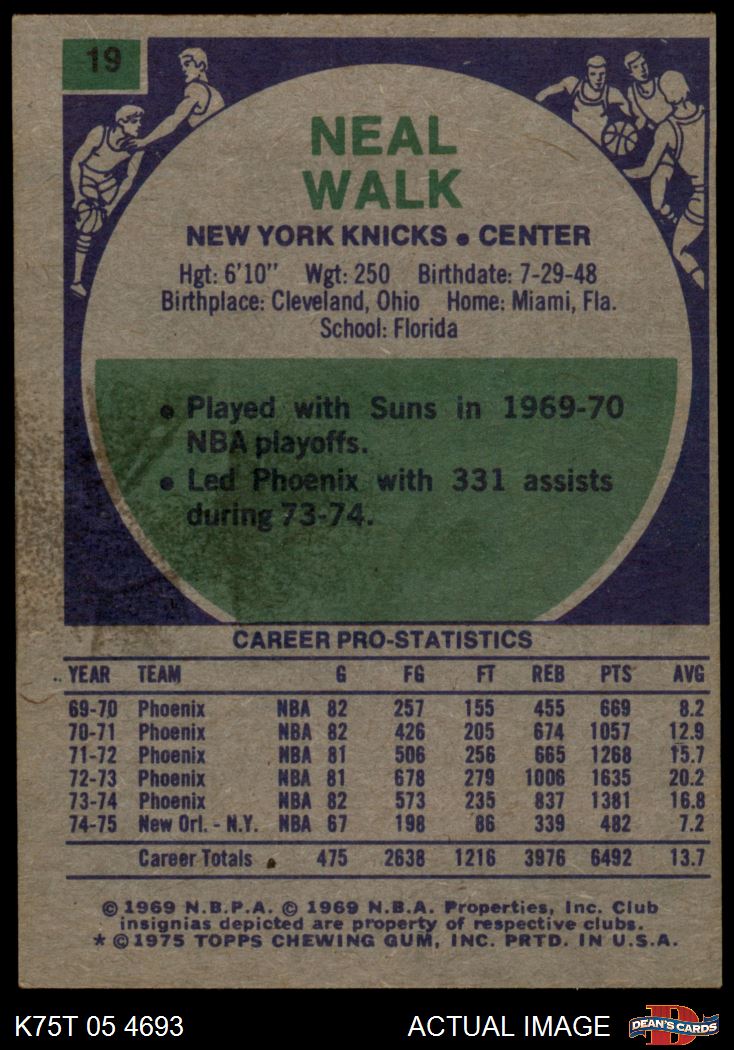 19
NEAL
WALK
NEW YORK KNICKS • CENTER
Hgt: 6'10" Wgt: 250 Birthdate: 7-29-48
Birthplace: Cleveland, Ohio Home: Miami, Fla.
School: Florida
• Played with Suns in 1969-70
NBA playoffs.
• Led Phoenix with 331 assists
during 73-74.
CAREER PRO-STATISTICS
YEAR TEAM G FG FT REB PTS AVG
69-70 Phoenix NBA 82 257 155 455 669 8.2
70-71 Phoenix NBA 82 426 205 674 1057 12.9
71-72 Phoenix NBA 81 506 256 665 1268 15.7
72-73 Phoenix NBA 81 678 279 1006 1635 20.2
73-74 Phoenix NBA 82 573 235 837 1381 16.8
74-75 New Orl. - N.Y. NBA 67 198 86 339 482 7.2
Career Totals 475 2638 1216 3976 6492 13.7
© 1969 N.B.P.A. © 1969 N.B.A. Properties, Inc. Club
insignias depicted are property of respective clubs.
* © 1975 TOPPS CHEWING GUM, INC. PRTD. IN U.S.A.
K75T 05 4693 ACTUAL IMAGE DEAN'S CARDS